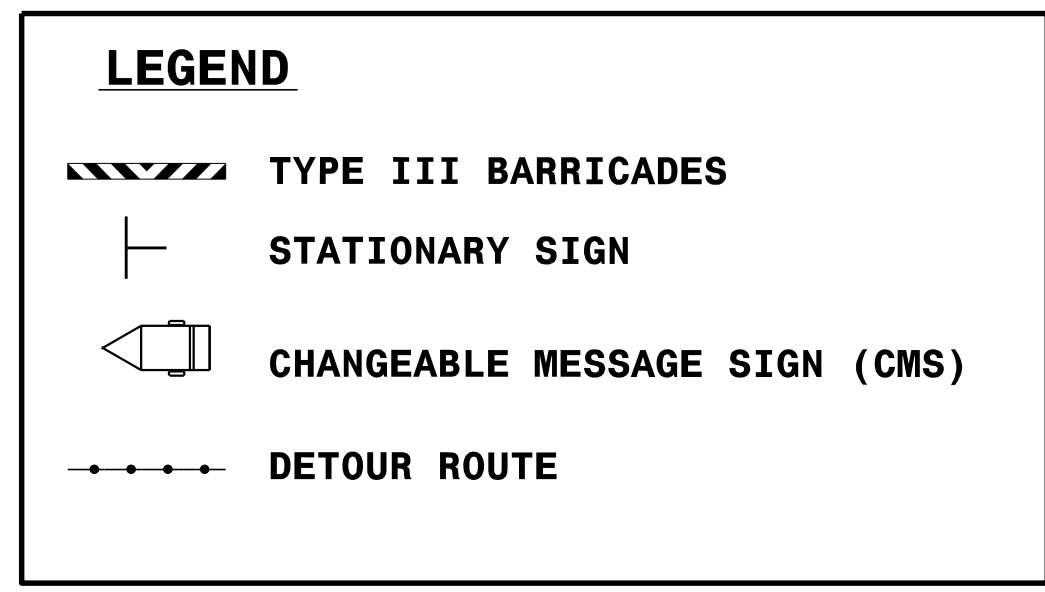 LEGEND
TYPE III BARRICADES
STATIONARY SIGN
CHANGEABLE MESSAGE SIGN (CMS)
DETOUR ROUTE